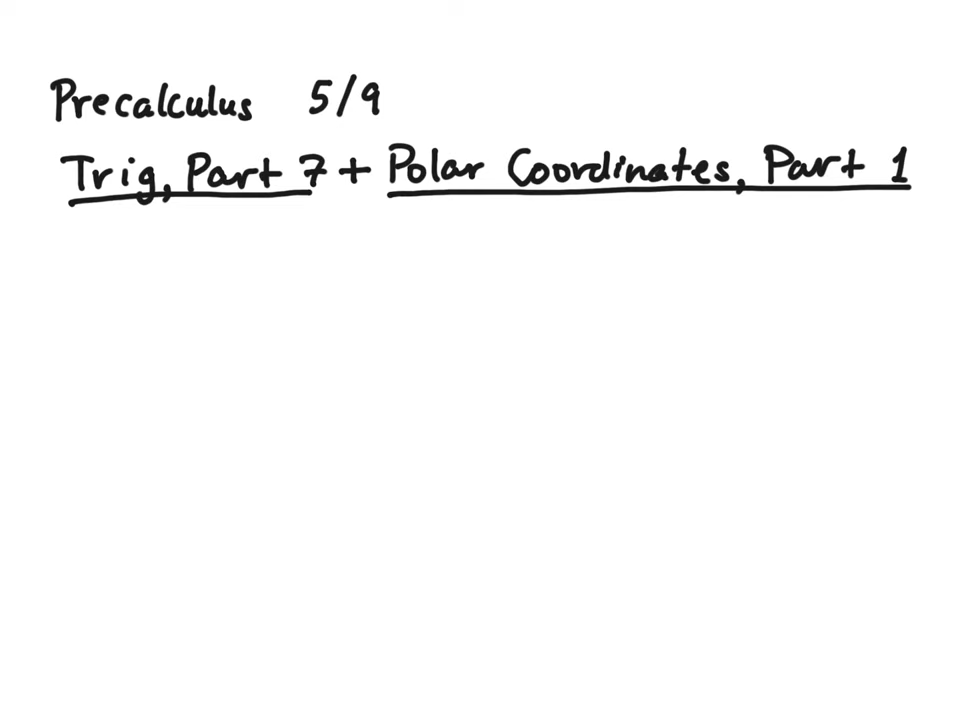 Precalculus 5/9
Trig, Part 7 + Polar Coordinates, Part 1